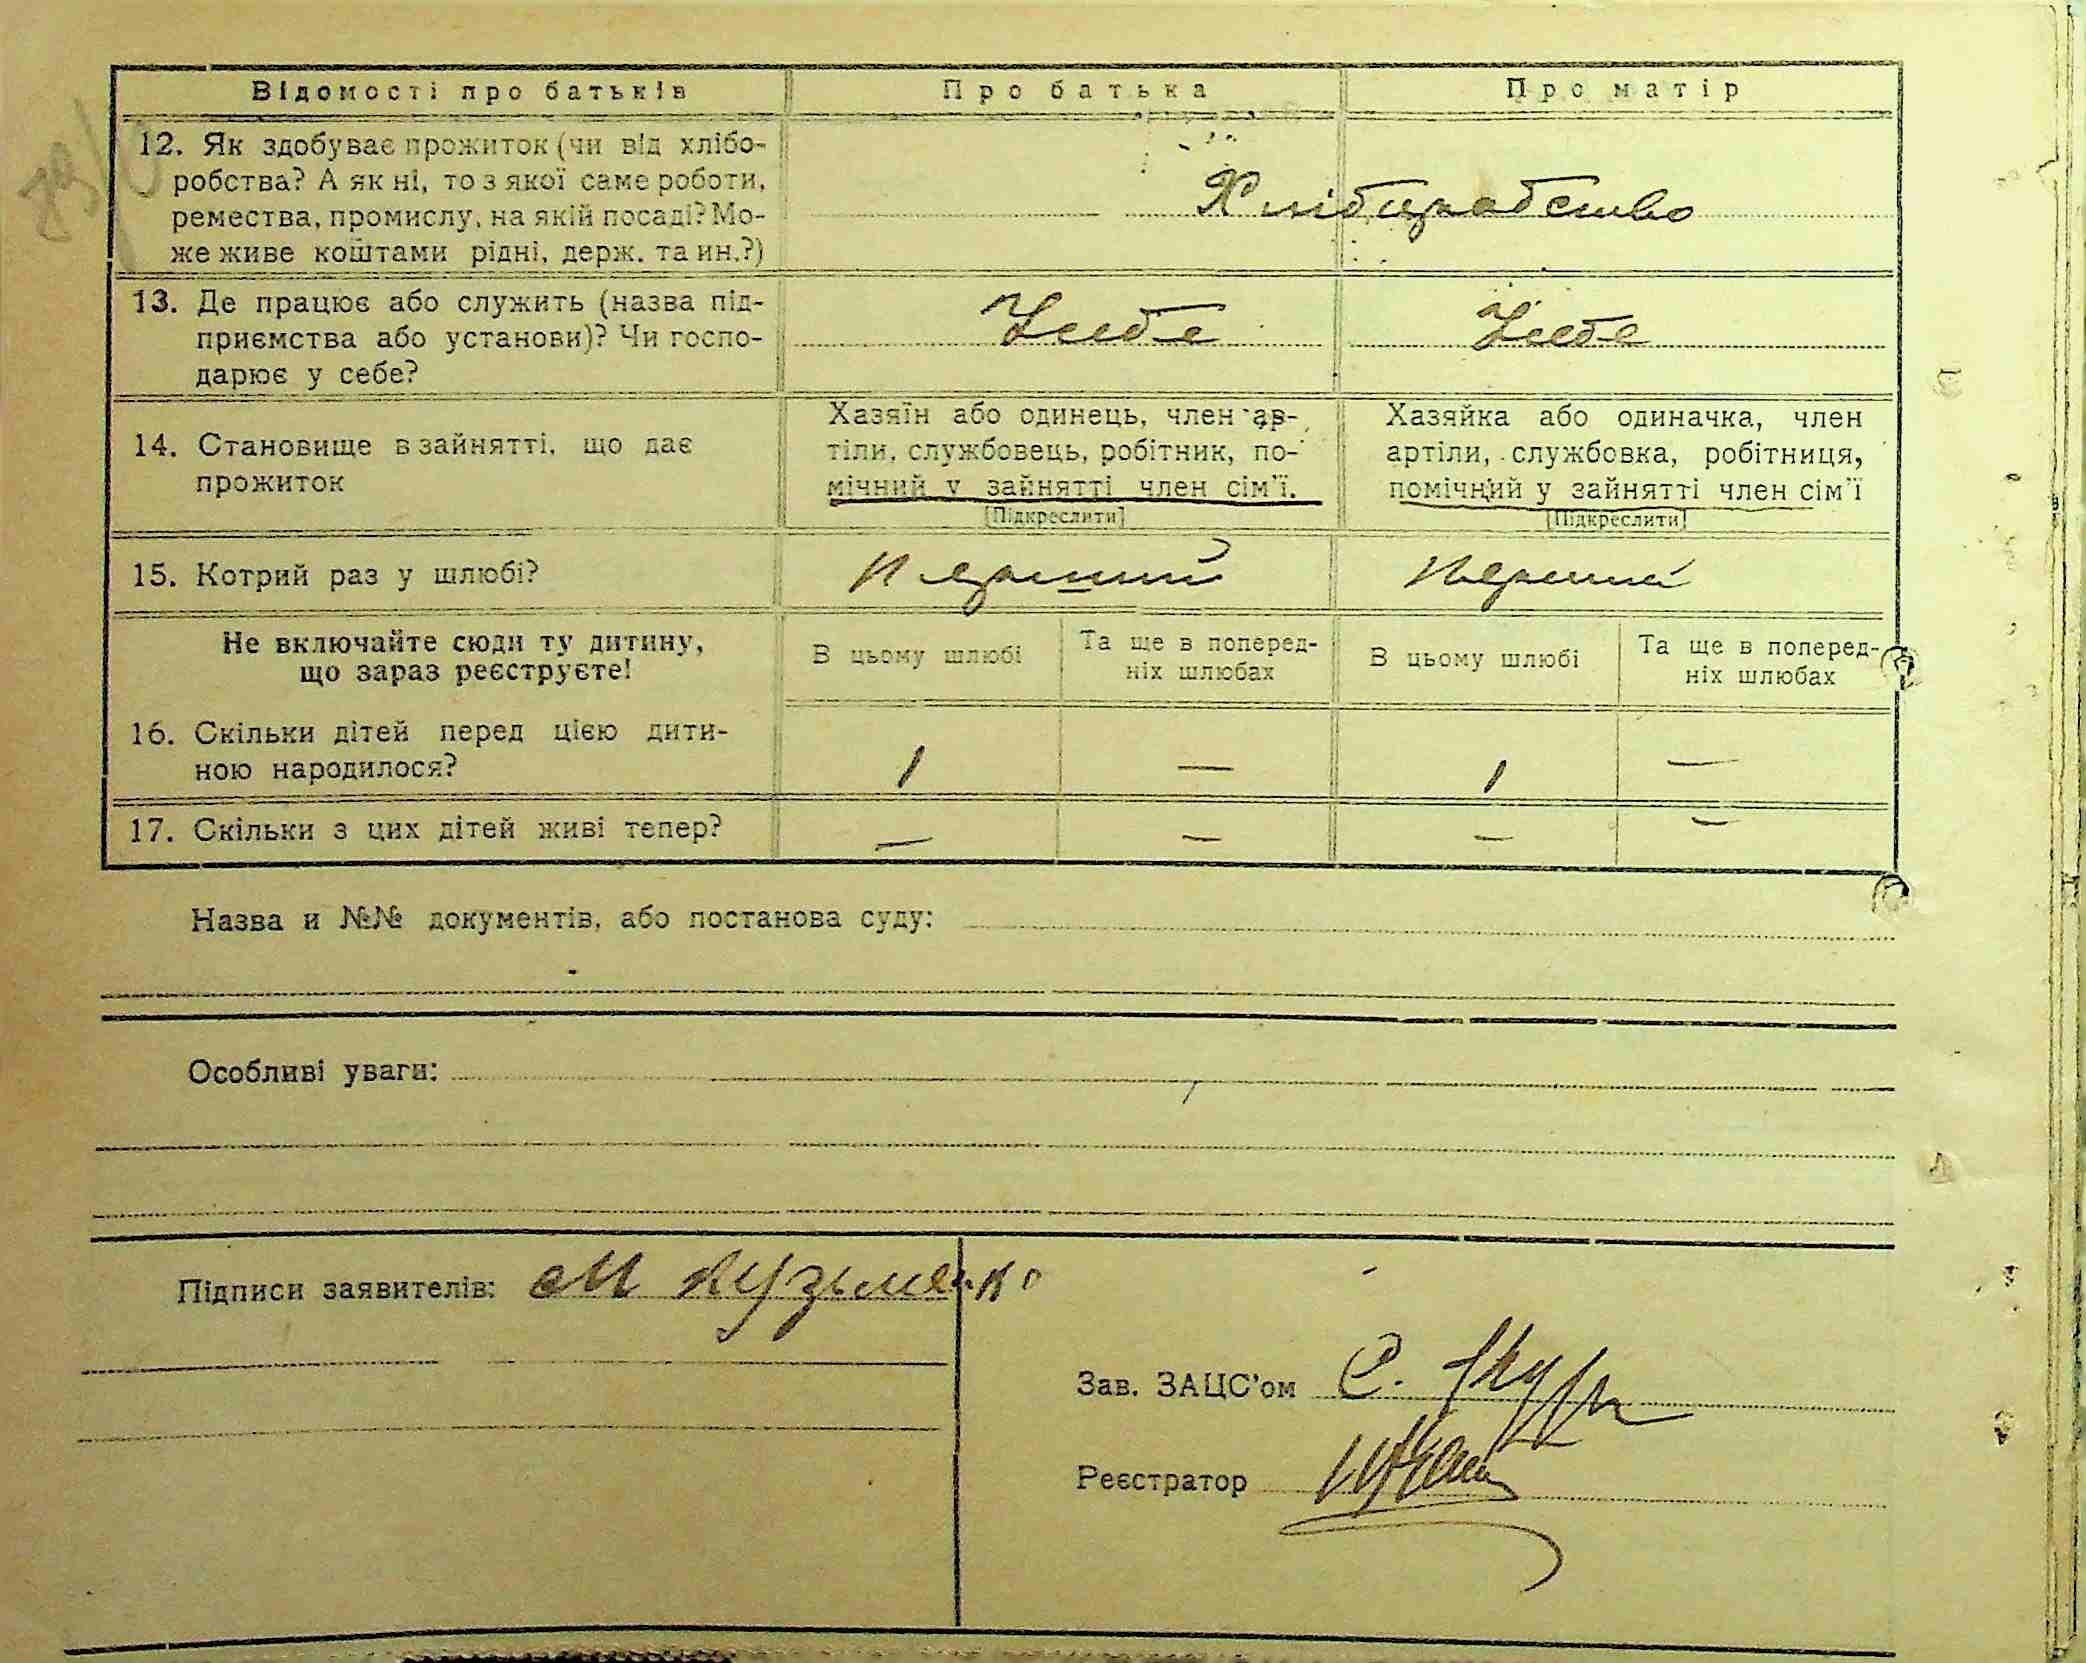 Відомості про батьків Про батька Про матір
12. Як здобуває прожиток (чи від хлібо-
робства? А як ні, то з якої саме роботи,
ремества, промислу, на якій посаді? Мо-
же живе коштами рідні, держ. та ин.?)
Хлібщрабство
13. Де працює або служить (назва під-
приємства або установи)? Чи госпо-
дарює у себе?
У себе У себе
14. Становище в зайнятті, що дає
прожиток
Хазяїн або одинець, член ар-
тіли, службовець, робітник, по-
мічний у зайнятті член сім'ї.
[Підкреслити]
Хазяйка або одиначка, член
артіли, службовка, робітниця,
помічний у зайнятті член сім'ї
[Підкреслити]
15. Котрий раз у шлюбі? Перший Перший
Не включайте сюди ту дитину,
що зараз реєструєте!
В цьому шлюбі
Та ще в поперед-
ніх шлюбах
В цьому шлюбі
Та ще в поперед-
ніх шлюбах
16. Скільки дітей перед цією дити-
ною народилося?
1 — 1 —
17. Скільки з цих дітей живі тепер? — — — —
Назва и №№ документів, або постанова суду:
Особливі уваги:
Підписи заявителів: М Кузьменко
Зав. ЗАЦС'ом С.
Реєстратор